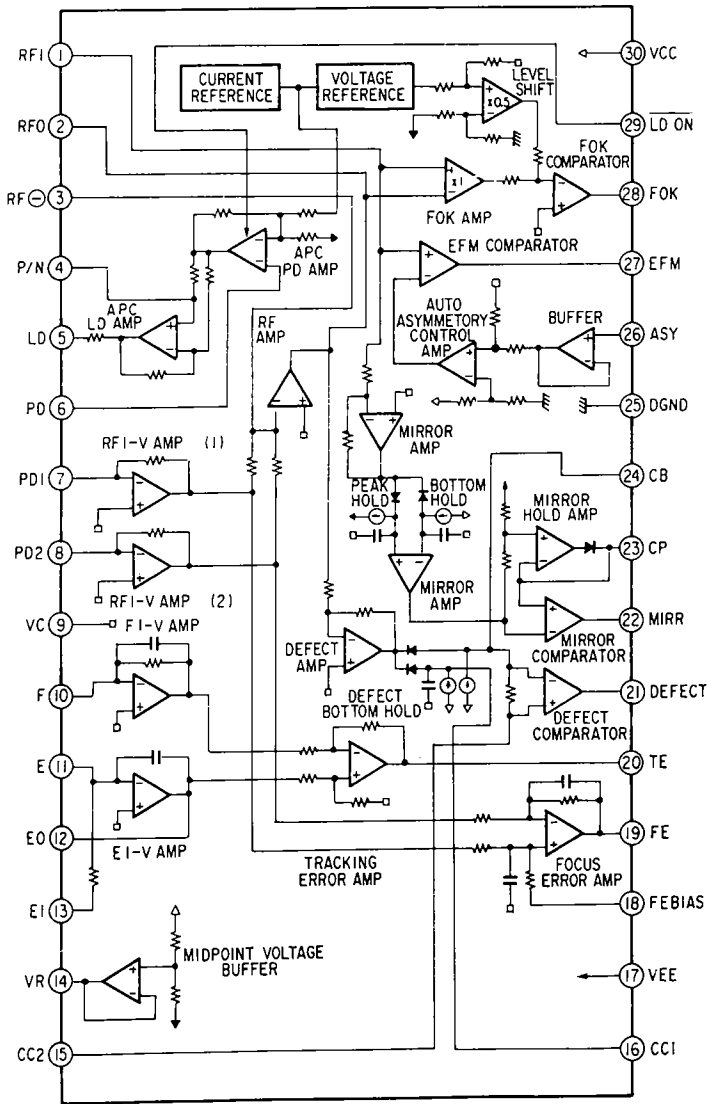 RFI 1
RFO 2
RF⊖ 3
P/N 4
LD 5
PD 6
PD1 7
PD2 8
VC 9
F 10
E 11
EO 12
EI 13
VR 14
CC2 15
30 VCC
29 LD ON
28 FOK
27 EFM
26 ASY
25 DGND
24 CB
23 CP
22 MIRR
21 DEFECT
20 TE
19 FE
18 FEBIAS
17 VEE
16 CC1
CURRENT
REFERENCE
VOLTAGE
REFERENCE
LEVEL
SHIFT
+
×0.5
−
FOK
COMPARATOR
−
+
+
×1
−
FOK AMP
EFM COMPARATOR
+
−
−
−
APC
PD AMP
APC
LD AMP
+
−
RF
AMP
−
+
AUTO
ASYMMETORY
CONTROL
AMP
+
−
BUFFER
+
−
RFI-V AMP (1)
−
+
−
+
RFI-V AMP (2)
−
+
MIRROR
AMP
PEAK
HOLD
BOTTOM
HOLD
+
−
MIRROR
AMP
MIRROR
HOLD AMP
+
−
+
−
MIRROR
COMPARATOR
FI-V AMP
−
+
DEFECT
AMP
−
+
DEFECT
BOTTOM HOLD
−
+
DEFECT
COMPARATOR
−
+
EI-V AMP
−
+
TRACKING
ERROR AMP
−
+
FOCUS
ERROR AMP
MIDPOINT VOLTAGE
BUFFER
+
−